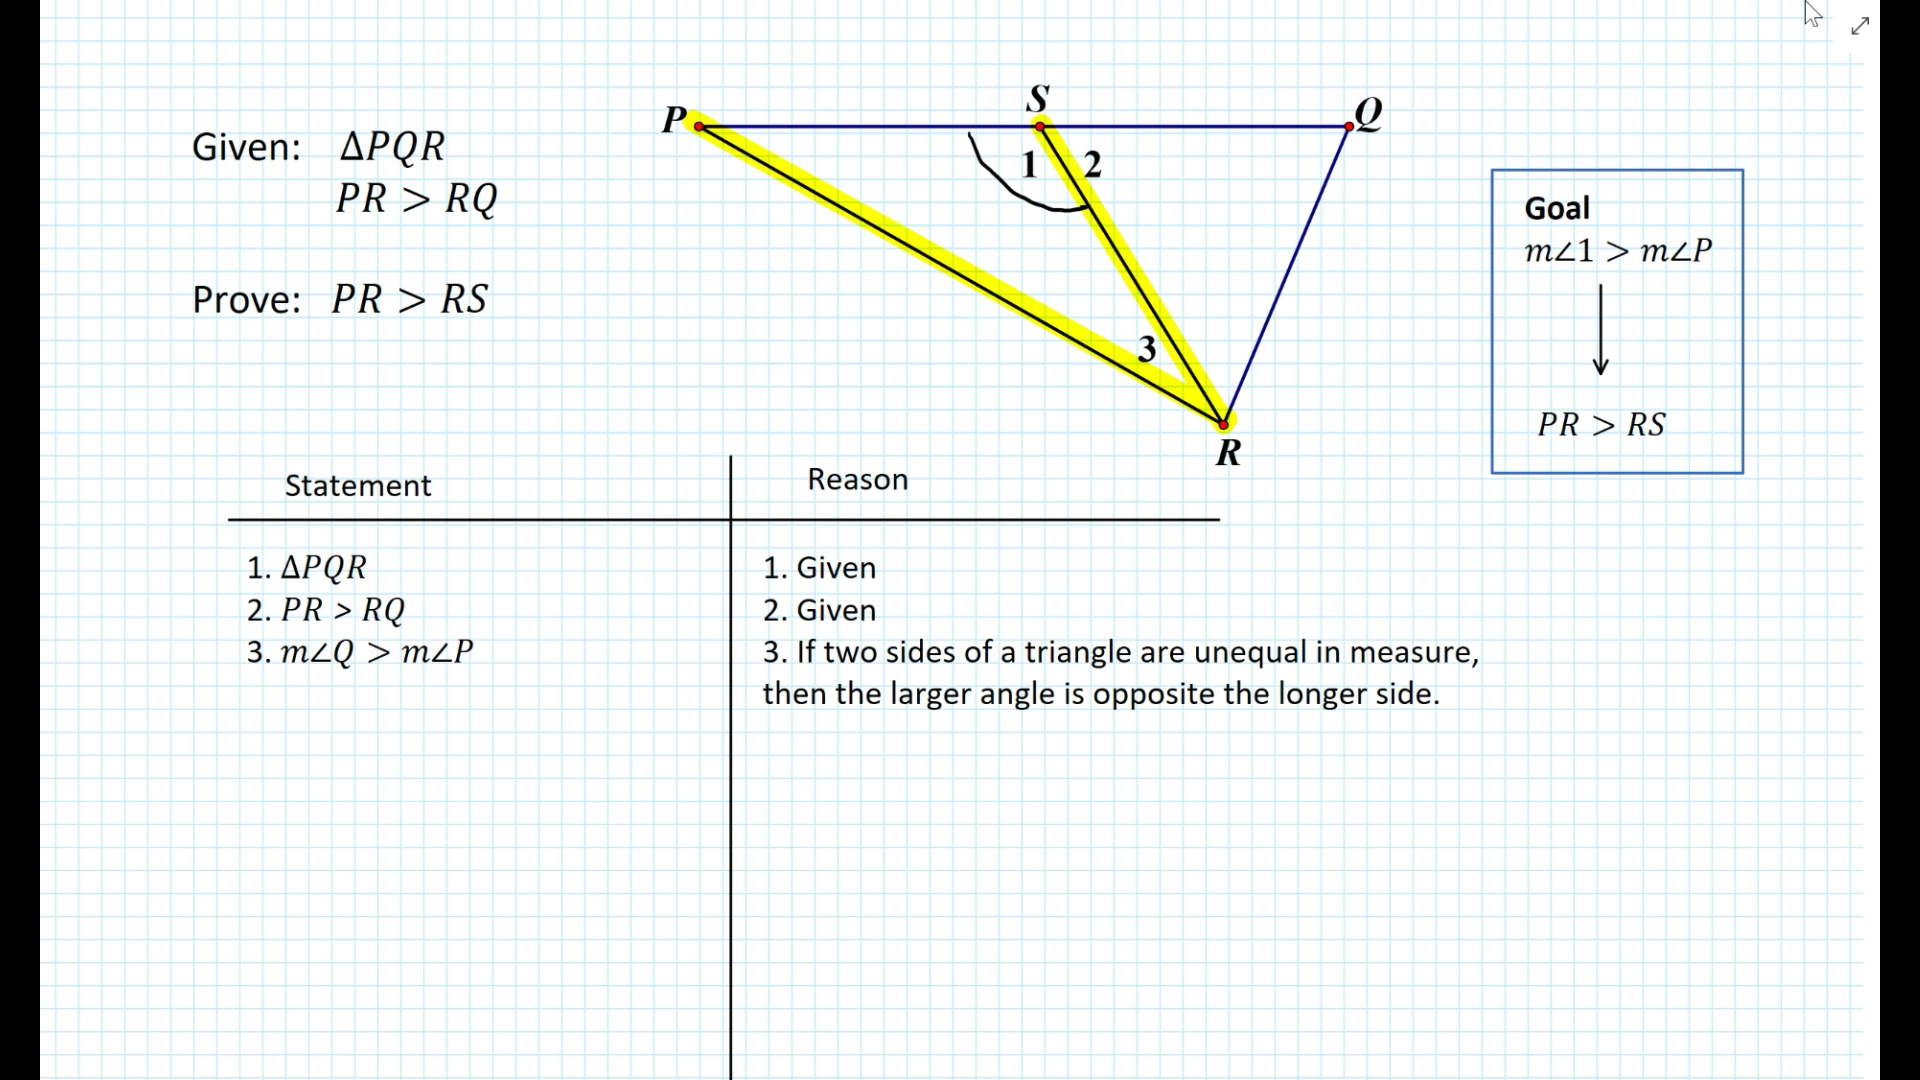 P
S
Q
Given: ΔPQR
PR > RQ
1 2
Prove: PR > RS
3
R
Goal
m∠1 > m∠P
PR > RS
Statement
Reason
1. ΔPQR
1. Given
2. PR > RQ
2. Given
3. m∠Q > m∠P
3. If two sides of a triangle are unequal in measure,
then the larger angle is opposite the longer side.